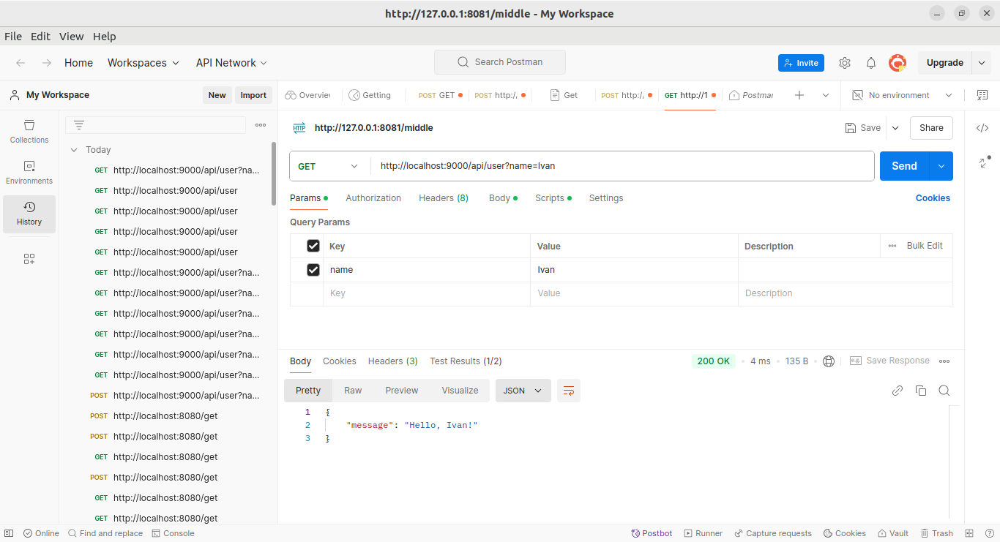 http://127.0.0.1:8081/middle - My Workspace
File Edit View Help
Home Workspaces API Network Search Postman Invite Upgrade
My Workspace New Import Overviev Getting POST GET POST http:/, Get POST http:/, GET http://1 Postmar No environment
Collections
Environments
History
Today
GET http://localhost:9000/api/user?na...
GET http://localhost:9000/api/user
GET http://localhost:9000/api/user
GET http://localhost:9000/api/user
GET http://localhost:9000/api/user
GET http://localhost:9000/api/user?na...
GET http://localhost:9000/api/user?na...
GET http://localhost:9000/api/user?na...
GET http://localhost:9000/api/user?na...
GET http://localhost:9000/api/user?na...
GET http://localhost:9000/api/user?na...
POST http://localhost:9000/api/user?na...
POST http://localhost:8080/get
POST http://localhost:8080/get
GET http://localhost:8080/get
POST http://localhost:8080/get
GET http://localhost:8080/get
GET http://localhost:8080/get
HTTP http://127.0.0.1:8081/middle Save Share
GET http://localhost:9000/api/user?name=Ivan Send
Params Authorization Headers (8) Body Scripts Settings Cookies
Query Params
Key Value Description Bulk Edit
name Ivan
Key Value Description
Body Cookies Headers (3) Test Results (1/2) 200 OK 4 ms 135 B e.g. Save Response
Pretty Raw Preview Visualize JSON
1 {
2 "message": "Hello, Ivan!"
3 }
Online Find and replace Console Postbot Runner Capture requests Cookies Vault Trash